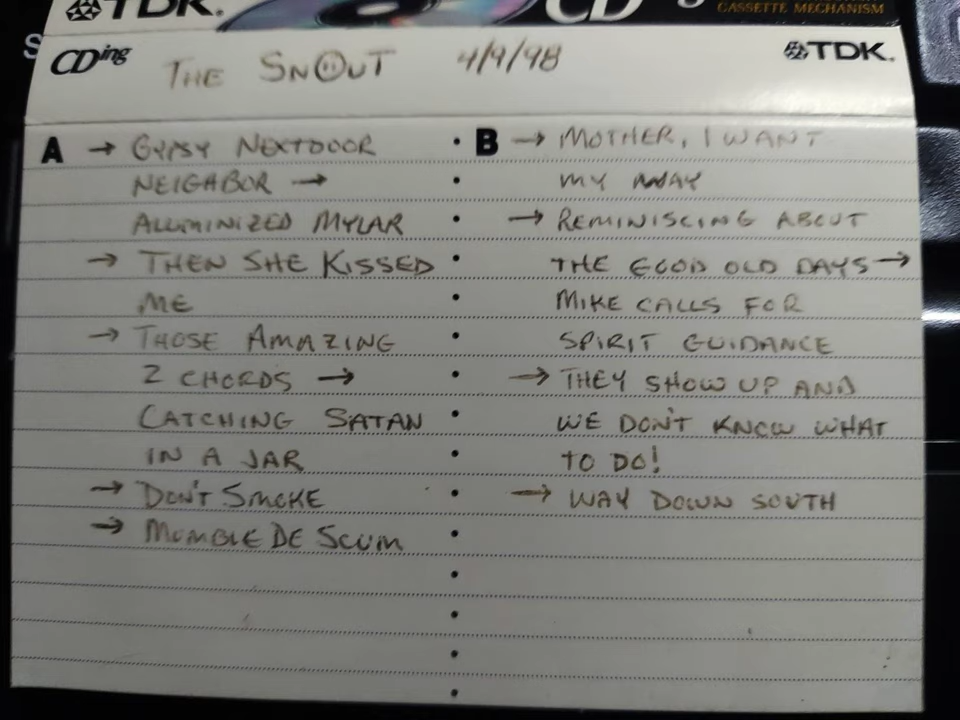 TDK.
CD
CASSETTE MECHANISM
CDing THE SNOUT 4/9/98 TDK.
A → GYPSY NEXTDOOR
NEIGHBOR →
ALLUMINIZED MYLAR
→ THEN SHE KISSED
ME
→ THOSE AMAZING
2 CHORDS →
CATCHING SATAN
IN A JAR
→ DON'T SMOKE
→ MUMBLE DE SCUM
B → MOTHER, I WANT
MY AWAY
→ REMINISCING ABOUT
THE GOOD OLD DAYS →
MIKE CALLS FOR
SPIRIT GUIDANCE
→ THEY SHOW UP AND
WE DON'T KNOW WHAT
TO DO!
→ WAY DOWN SOUTH